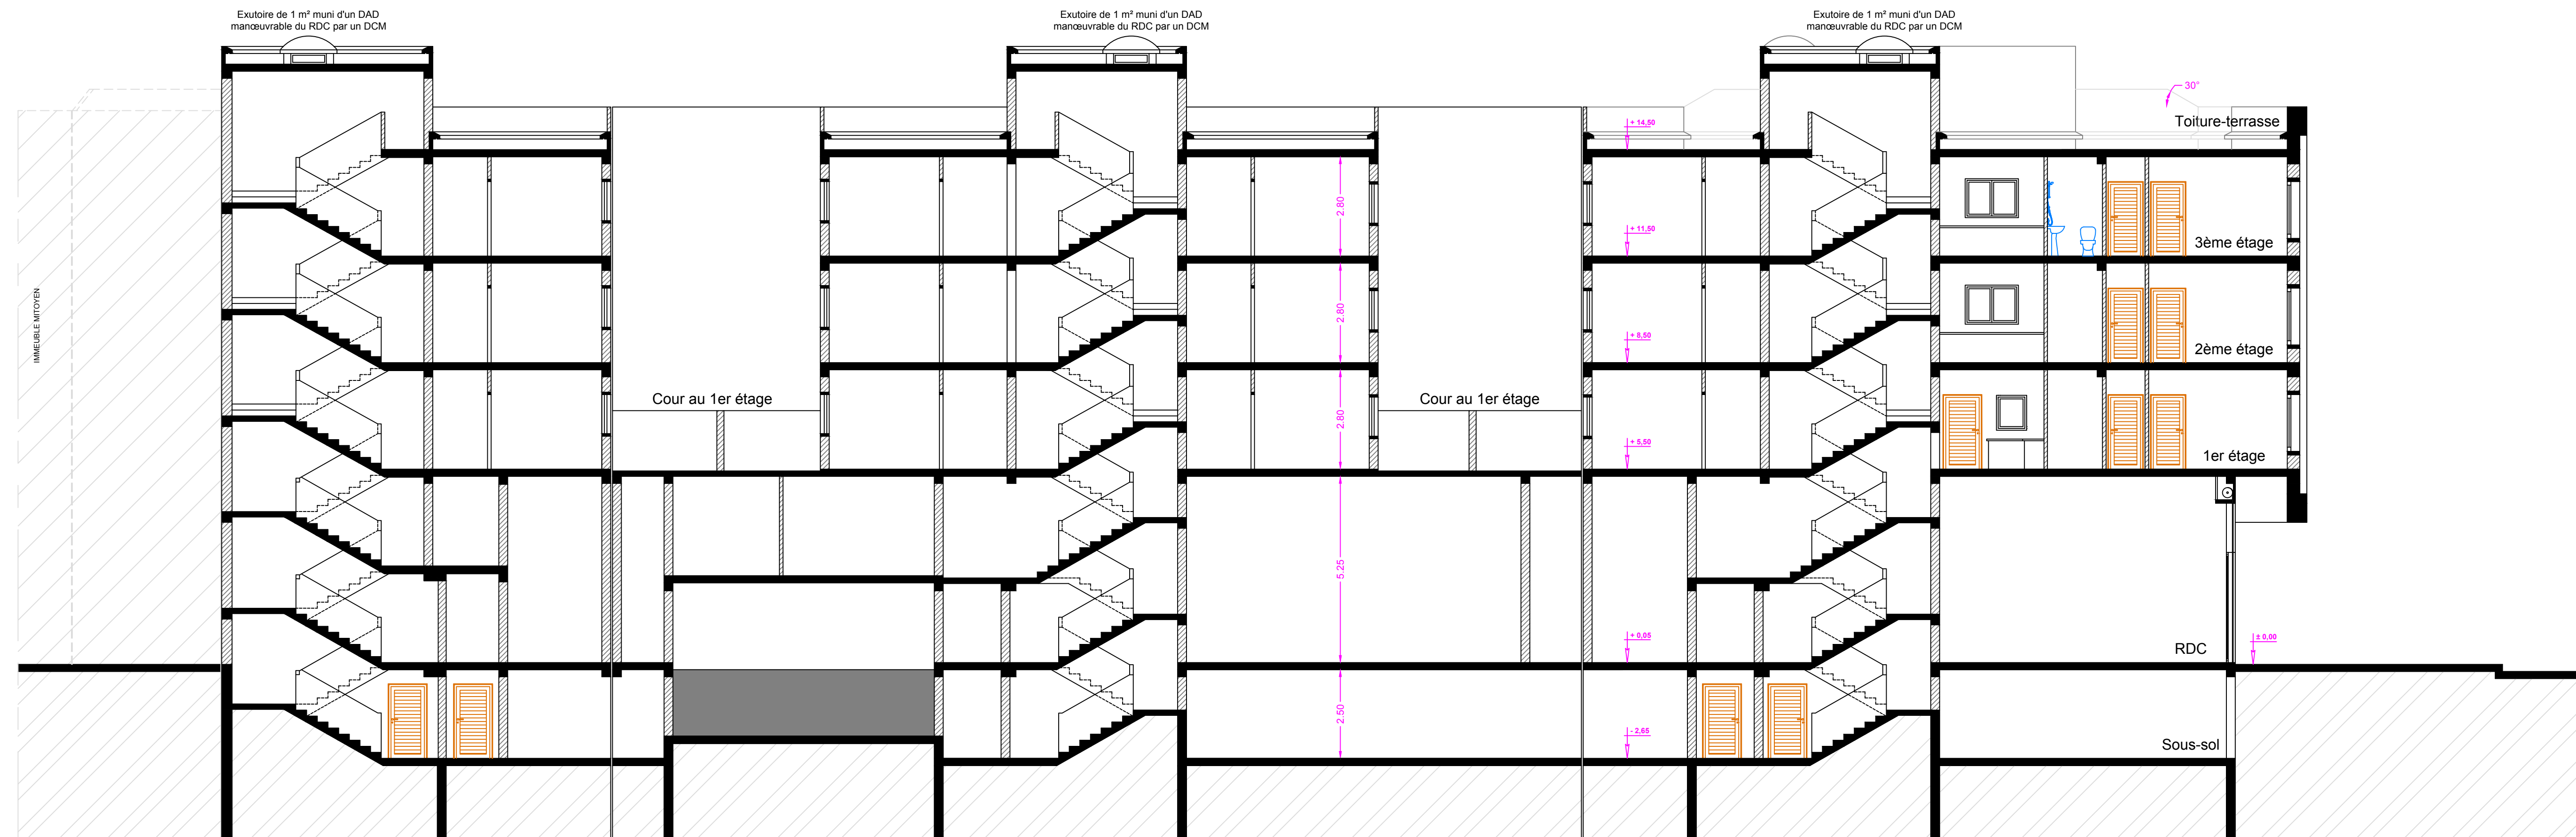 Exutoire de 1 m² muni d'un DAD
manœuvrable du RDC par un DCM
Exutoire de 1 m² muni d'un DAD
manœuvrable du RDC par un DCM
Exutoire de 1 m² muni d'un DAD
manœuvrable du RDC par un DCM
30°
Toiture-terrasse
+ 14,50
2.80
+ 11,50
3ème étage
IMMEUBLE MITOYEN
2.80
+ 8,50
2ème étage
Cour au 1er étage
Cour au 1er étage
2.80
+ 5,50
1er étage
5.25
+ 0,05
± 0,00
RDC
2.50
- 2,65
Sous-sol